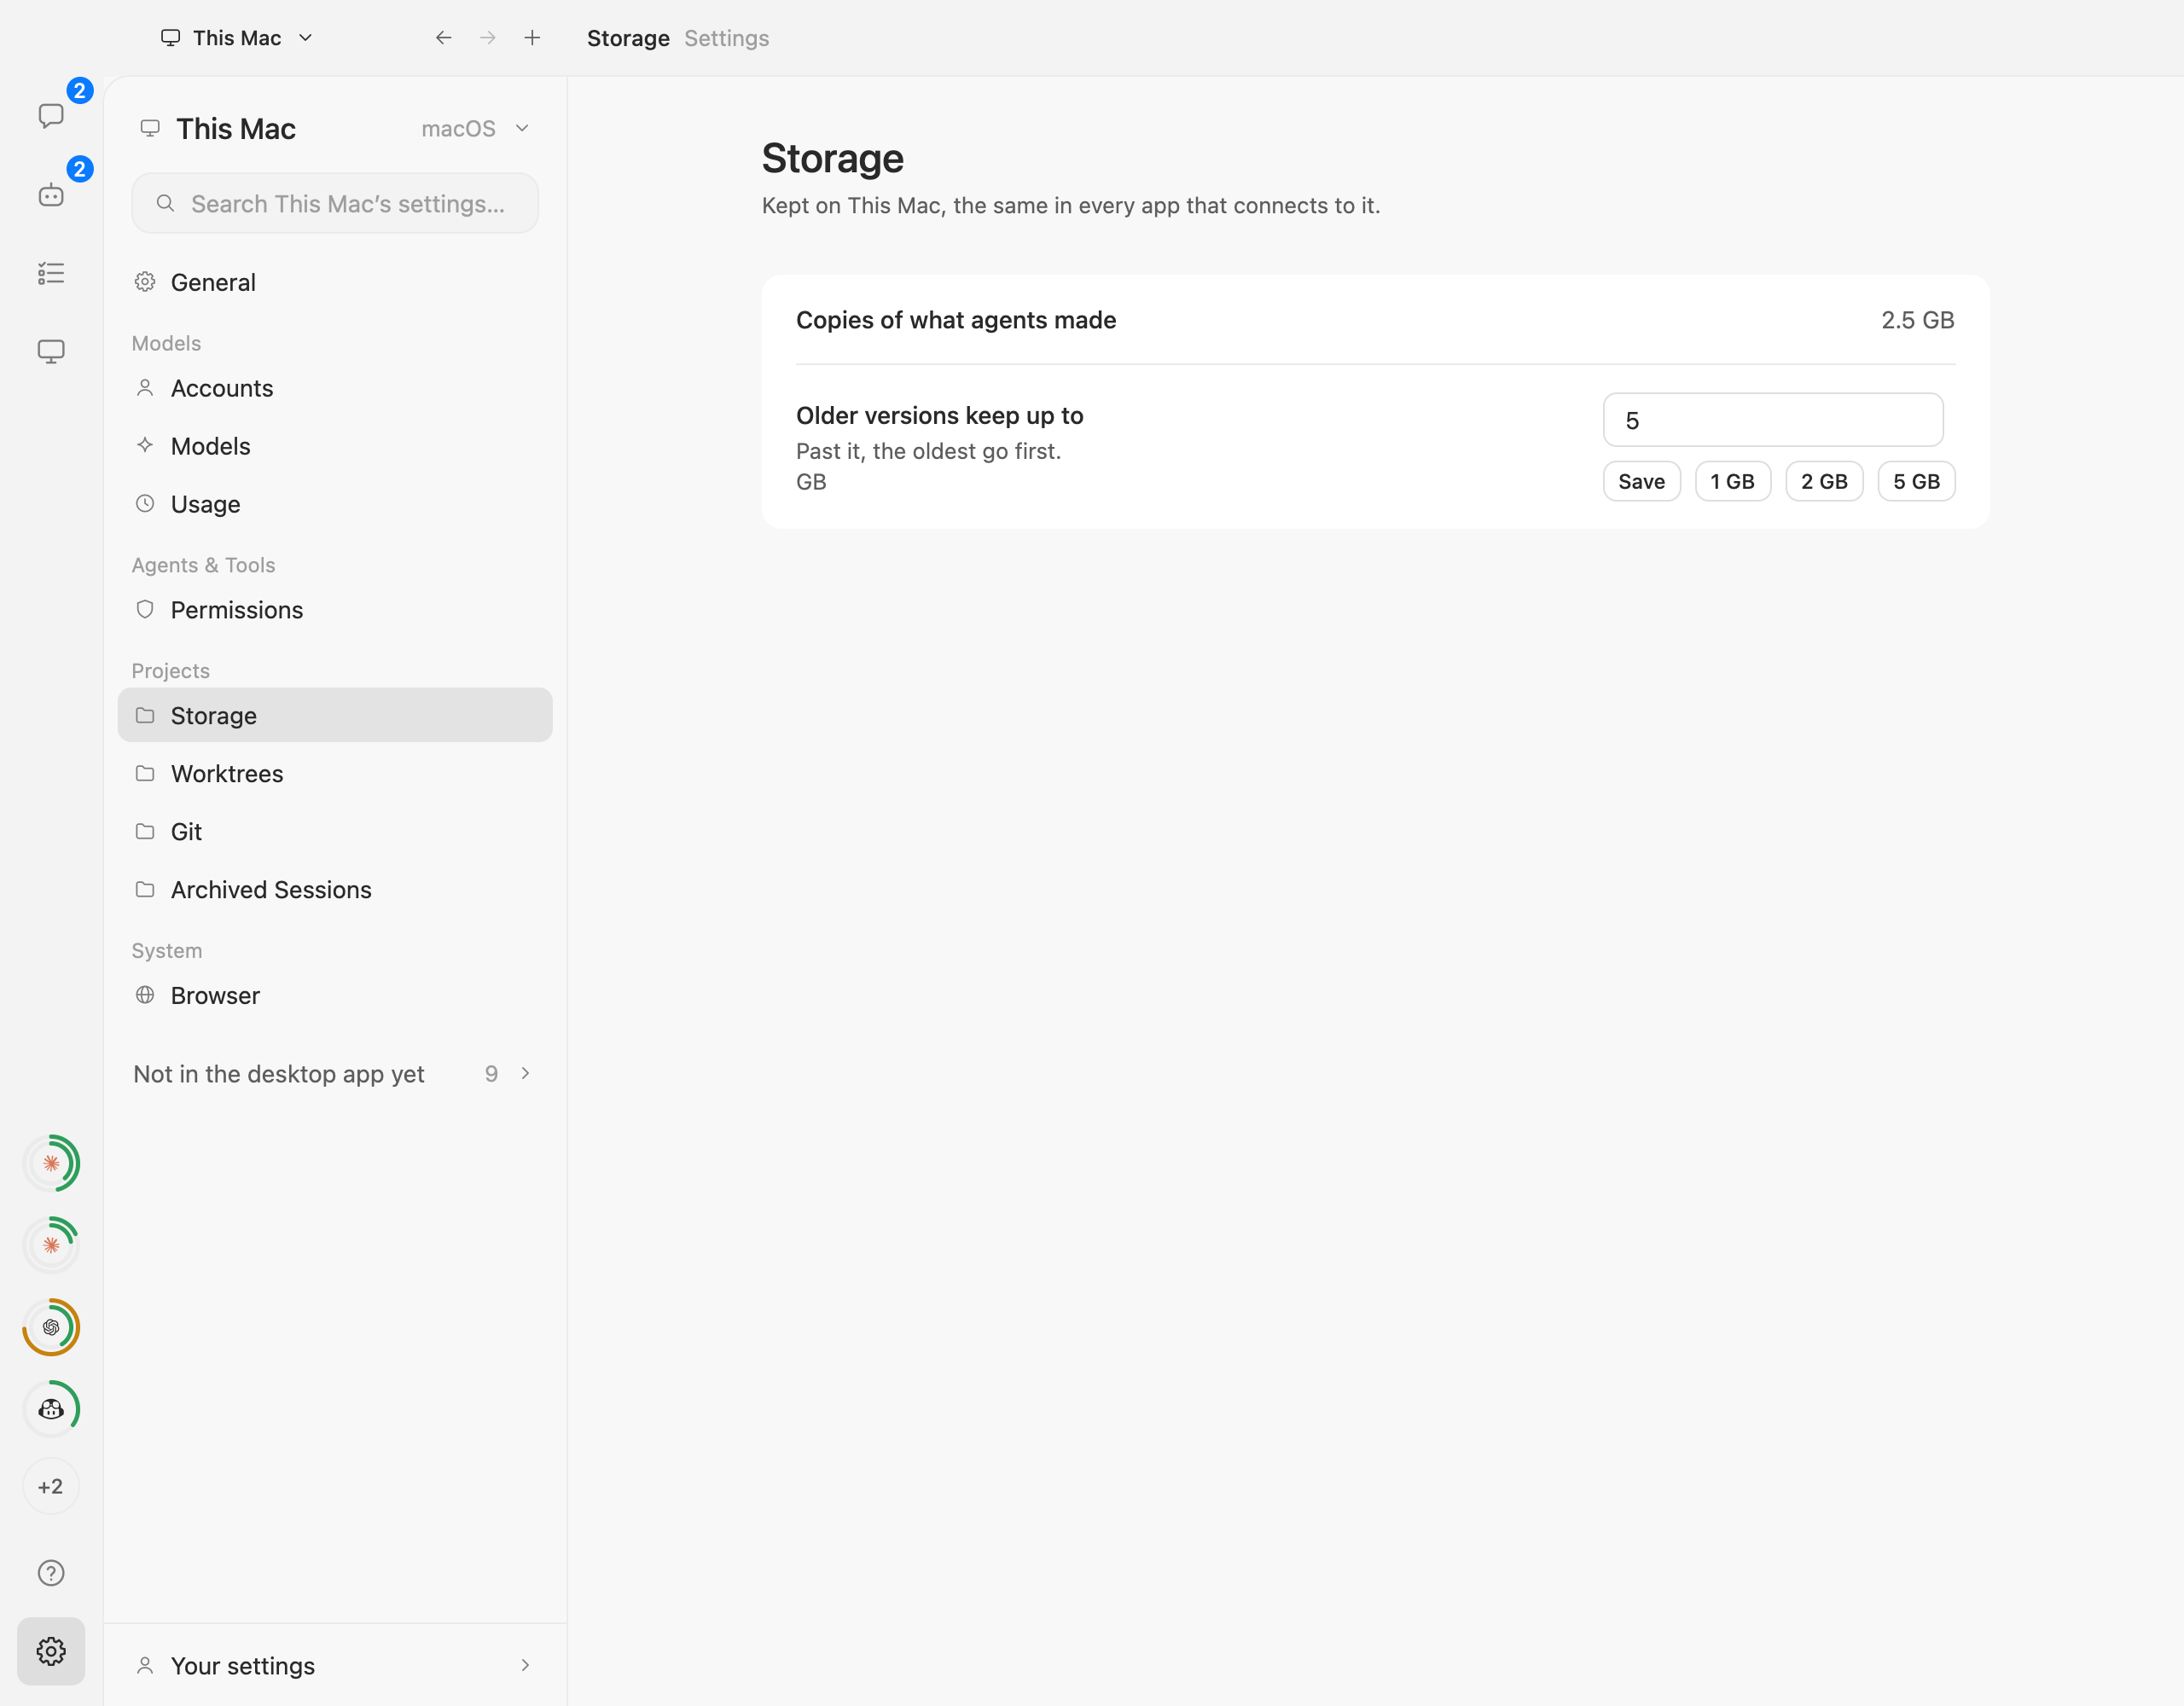 This Mac
Storage Settings
2
2
This Mac macOS
Search This Mac’s settings...
General
Models
Accounts
Models
Usage
Agents & Tools
Permissions
Projects
Storage
Worktrees
Git
Archived Sessions
System
Browser
Not in the desktop app yet 9
+2
Your settings
Storage
Kept on This Mac, the same in every app that connects to it.
Copies of what agents made 2.5 GB
Older versions keep up to
Past it, the oldest go first.
GB
5
Save 1 GB 2 GB 5 GB